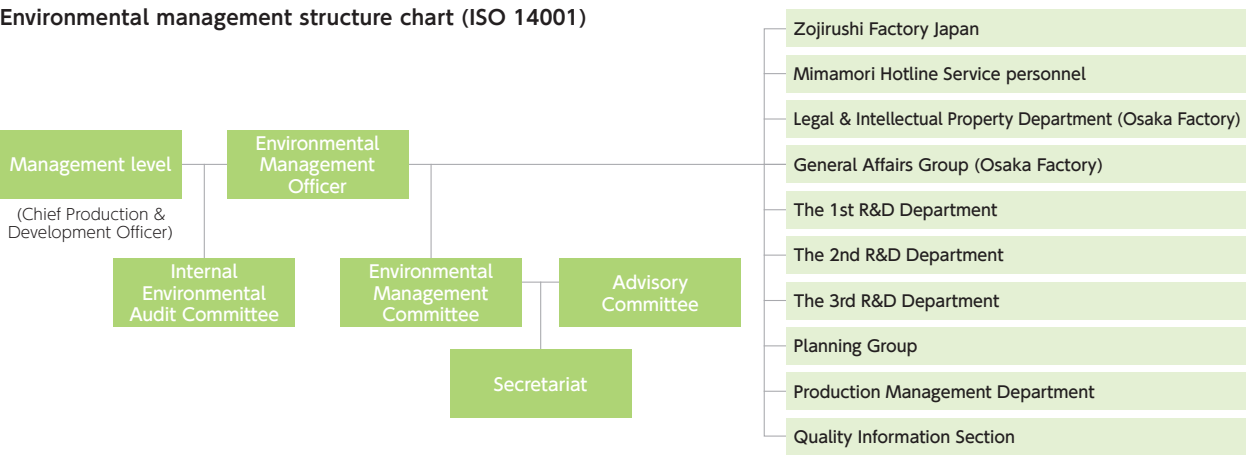 Environmental management structure chart (ISO 14001)
Management level
(Chief Production &
Development Officer)
Environmental
Management
Officer
Internal
Environmental
Audit Committee
Environmental
Management
Committee
Advisory
Committee
Secretariat
Zojirushi Factory Japan
Mimamori Hotline Service personnel
Legal & Intellectual Property Department (Osaka Factory)
General Affairs Group (Osaka Factory)
The 1st R&D Department
The 2nd R&D Department
The 3rd R&D Department
Planning Group
Production Management Department
Quality Information Section